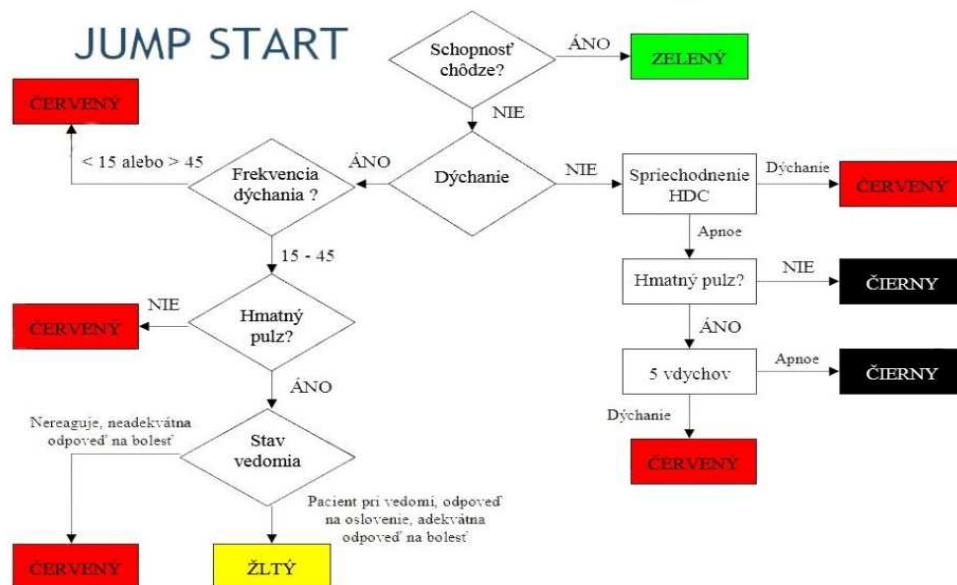 JUMP START
Schopnosť
chôdze?
ÁNO
ZELENÝ
NIE
ČERVENÝ
< 15 alebo > 45
Frekvencia
dýchania ?
ÁNO
Dýchanie
NIE
Spriechodnenie
HDC
Dýchanie
ČERVENÝ
Apnoe
15 - 45
Hmatný pulz?
NIE
ČIERNY
ČERVENÝ
NIE
Hmatný
pulz?
ÁNO
5 vdychov
Apnoe
ČIERNY
ÁNO
Dýchanie
ČERVENÝ
Nereaguje, neadekvátna
odpoveď na bolesť
Stav
vedomia
Pacient pri vedomí, odpoveď
na oslovenie, adekvátna
odpoveď na bolesť
ČERVENÝ
ŽLTÝ